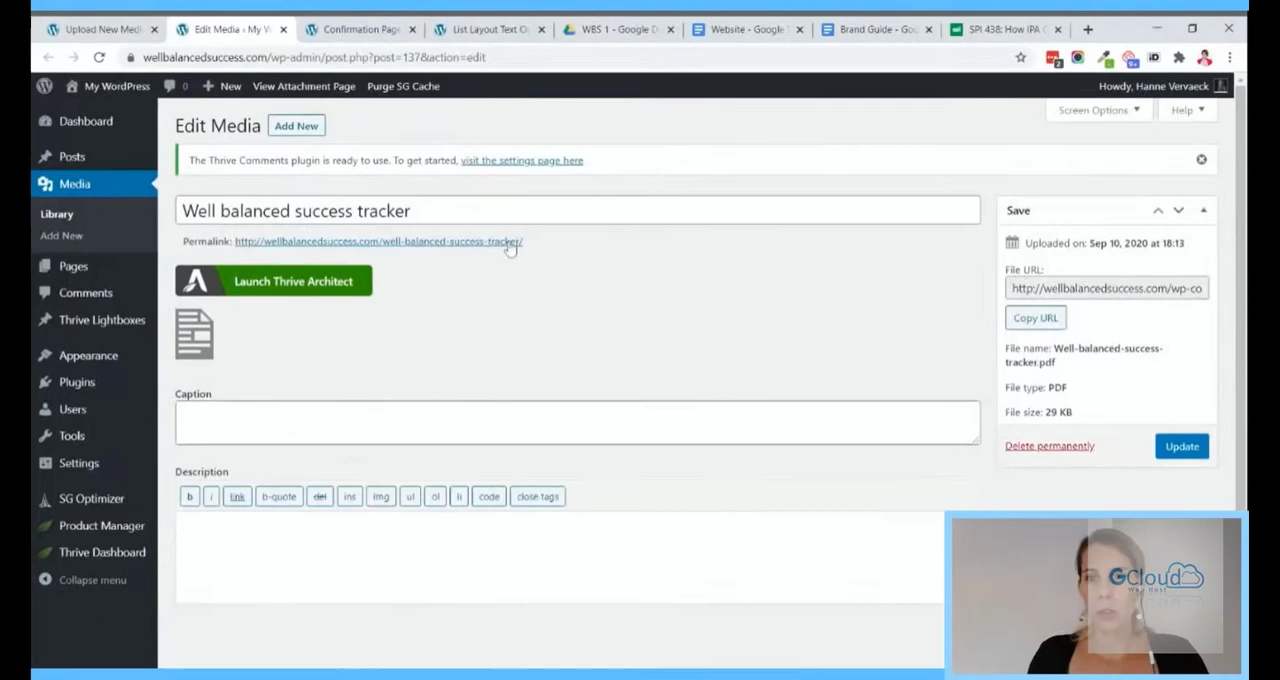 Upload New Medi
Edit Media ‹ My W
Confirmation Page
List Layout Text O
WBS 1 - Google D
Website - Google
Brand Guide - Goo
SPI 438: How IPA
wellbalancedsuccess.com/wp-admin/post.php?post=137&action=edit
My WordPress 0 New View Attachment Page Purge SG Cache Howdy, Hanne Vervaeck
Dashboard
Posts
Media
Library
Add New
Pages
Comments
Thrive Lightboxes
Appearance
Plugins
Users
Tools
Settings
SG Optimizer
Product Manager
Thrive Dashboard
Collapse menu
Screen Options Help
Edit Media Add New
The Thrive Comments plugin is ready to use. To get started, visit the settings page here
Well balanced success tracker
Permalink: http://wellbalancedsuccess.com/well-balanced-success-tracker/
Launch Thrive Architect
Caption
Description
b i link b-quote del ins img ul ol li code close tags
Save
Uploaded on: Sep 10, 2020 at 18:13
File URL:
http://wellbalancedsuccess.com/wp-co
Copy URL
File name: Well-balanced-success-
tracker.pdf
File type: PDF
File size: 29 KB
Delete permanently Update
GCloud
Web Host